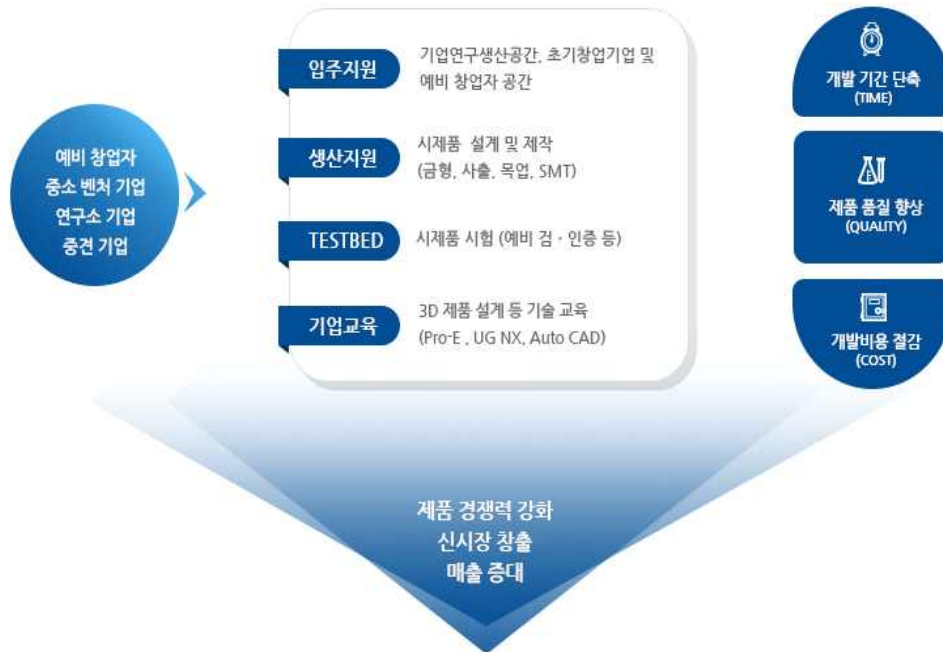 예비 창업자
중소 벤처 기업
연구소 기업
중견 기업
입주지원
기업연구생산공간, 초기창업기업 및
예비 창업자 공간
생산지원
시제품 설계 및 제작
(금형, 사출, 목업, SMT)
TESTBED
시제품 시험 (예비 검 · 인증 등)
기업교육
3D 제품 설계 등 기술 교육
(Pro-E , UG NX, Auto CAD)
개발 기간 단축
(TIME)
제품 품질 향상
(QUALITY)
개발비용 절감
(COST)
제품 경쟁력 강화
신시장 창출
매출 증대